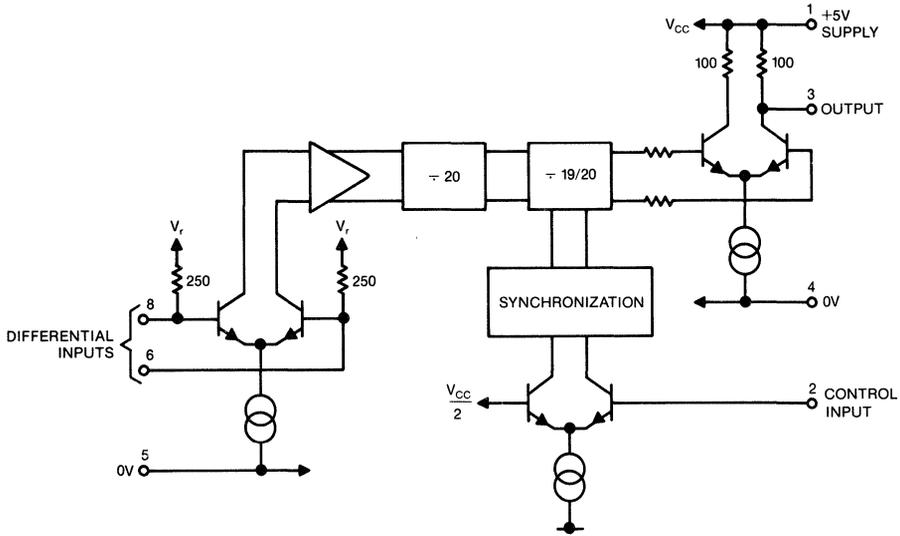 1
+5V
SUPPLY
VCC
100
100
3
OUTPUT
÷ 20
÷ 19/20
Vr
Vr
250
250
4
0V
8
DIFFERENTIAL
INPUTS
6
SYNCHRONIZATION
VCC
2
2
CONTROL
INPUT
5
0V